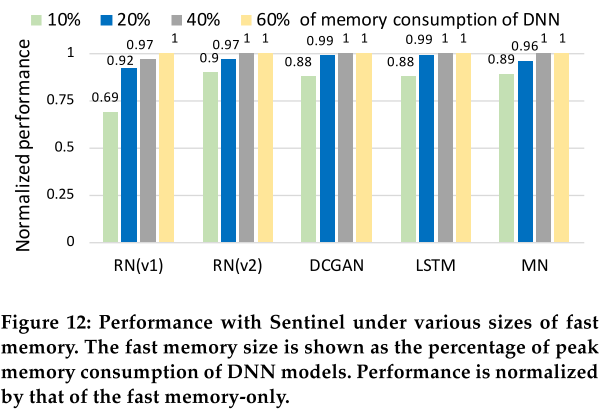 10% 20% 40% 60% of memory consumption of DNN
Normalized performance
1
0.75
0.5
0.25
0
0.69 0.92 0.97 1
0.9 0.97 1 1
0.88 0.99 1 1
0.88 0.99 1 1
0.89 0.96 1 1
RN(v1) RN(v2) DCGAN LSTM MN
Figure 12: Performance with Sentinel under various sizes of fast
memory. The fast memory size is shown as the percentage of peak
memory consumption of DNN models. Performance is normalized
by that of the fast memory-only.